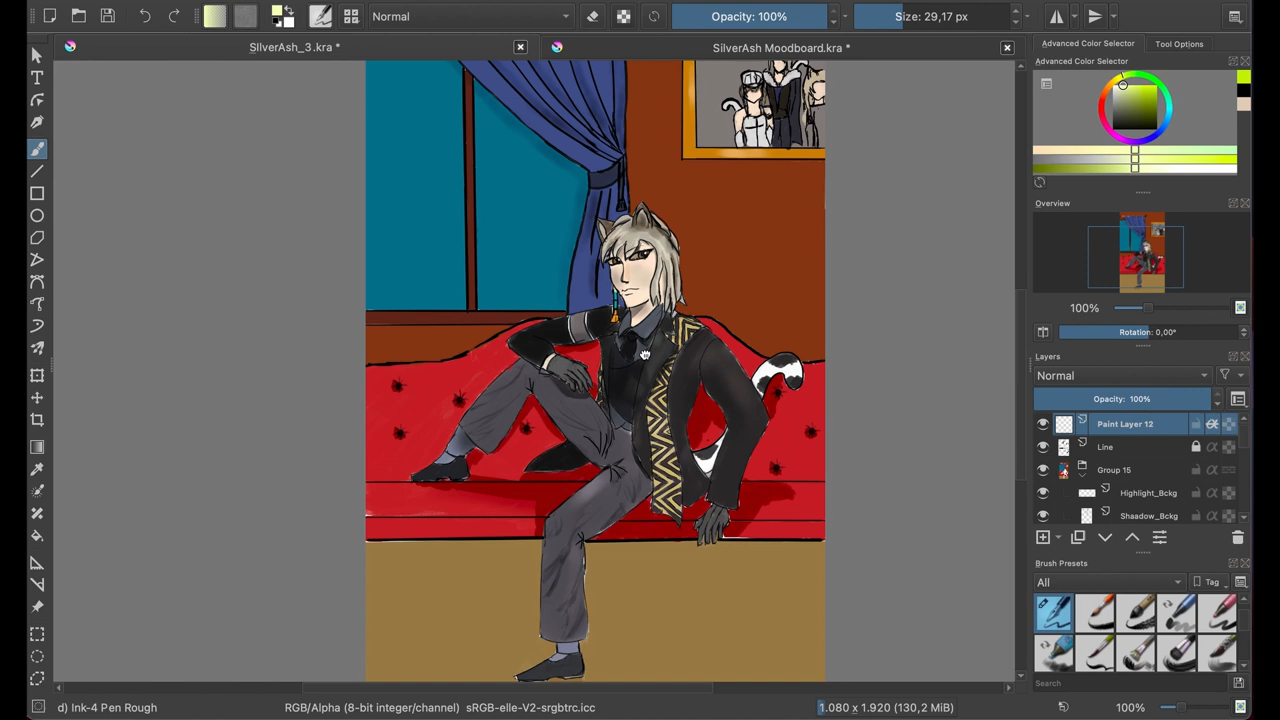 Normal
Opacity: 100%
Size: 29,17 px
SIlverAsh_3.kra *
SilverAsh Moodboard.kra *
Advanced Color Selector
Tool Options
Advanced Color Selector
Overview
100%
Rotation: 0,00°
Layers
Normal
Opacity: 100%
Paint Layer 12
Line
Group 15
Highlight_Bckg
Shaadow_Bckg
Brush Presets
All
Tag
Search
d) Ink-4 Pen Rough
RGB/Alpha (8-bit integer/channel) sRGB-elle-V2-srgbtrc.icc
1.080 x 1.920 (130,2 MiB)
100%